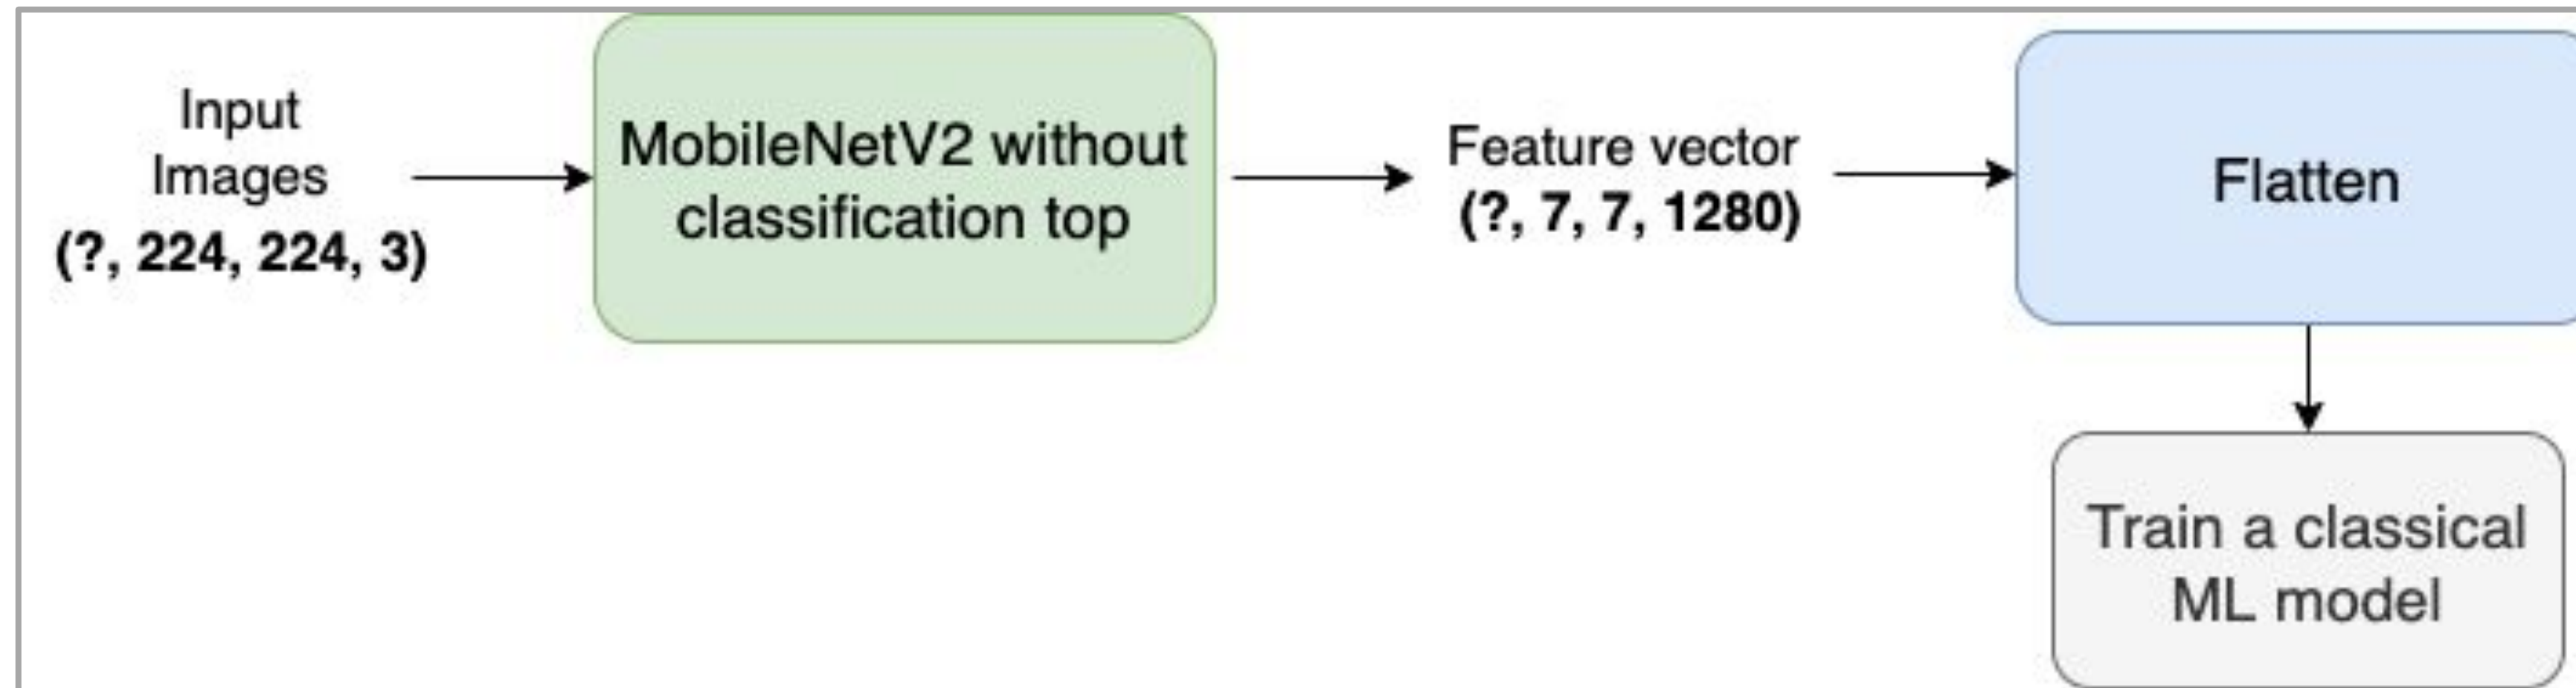 Input
Images
(?, 224, 224, 3)
MobileNetV2 without
classification top
Feature vector
(?, 7, 7, 1280)
Flatten
Train a classical
ML model